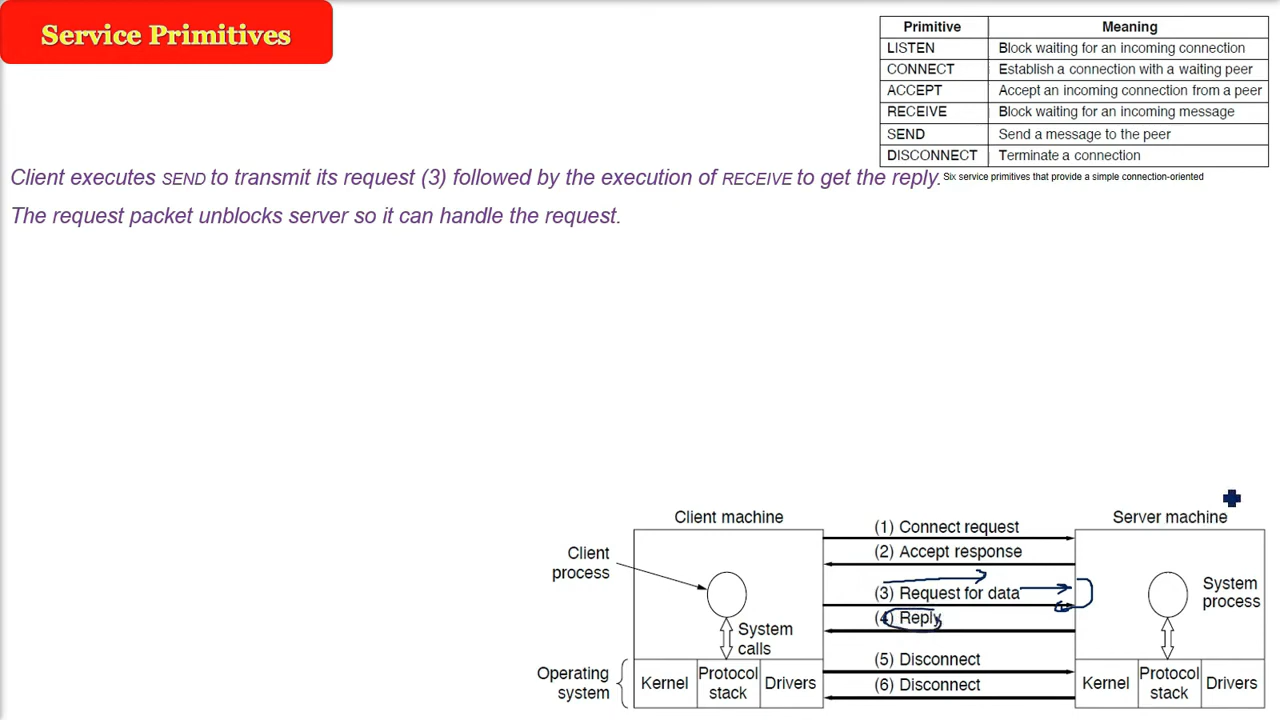 Service Primitives
Primitive Meaning
LISTEN Block waiting for an incoming connection
CONNECT Establish a connection with a waiting peer
ACCEPT Accept an incoming connection from a peer
RECEIVE Block waiting for an incoming message
SEND Send a message to the peer
DISCONNECT Terminate a connection
Six service primitives that provide a simple connection-oriented
Client executes SEND to transmit its request (3) followed by the execution of RECEIVE to get the reply.
The request packet unblocks server so it can handle the request.
Client machine
Server machine
(1) Connect request
(2) Accept response
(3) Request for data
(4) Reply
(5) Disconnect
(6) Disconnect
Client
process
System
calls
System
process
Operating
system
Kernel
Protocol
stack
Drivers
Kernel
Protocol
stack
Drivers